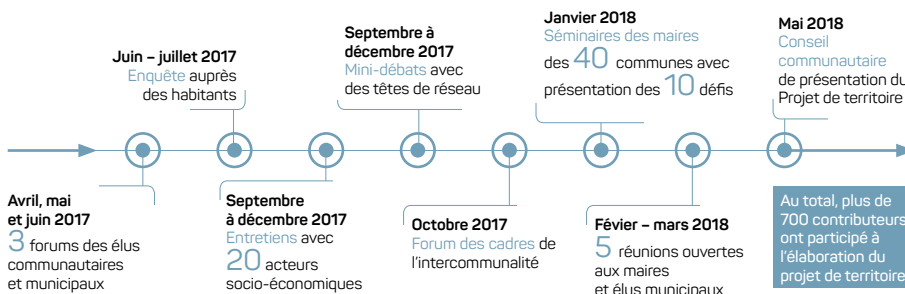 Avril, mai
et juin 2017
3 forums des élus
communautaires
et municipaux
Juin – juillet 2017
Enquête auprès
des habitants
Septembre
à décembre 2017
Entretiens avec
20 acteurs
socio-économiques
Septembre à
décembre 2017
Mini-débats avec
des têtes de réseau
Octobre 2017
Forum des cadres de
l'intercommunalité
Janvier 2018
Séminaires des maires
des 40 communes avec
présentation des 10 défis
Févier – mars 2018
5 réunions ouvertes
aux maires
et élus municipaux
Mai 2018
Conseil
communautaire
de présentation du
Projet de territoire
Au total, plus de
700 contributeurs
ont participé à
l'élaboration du
projet de territoire